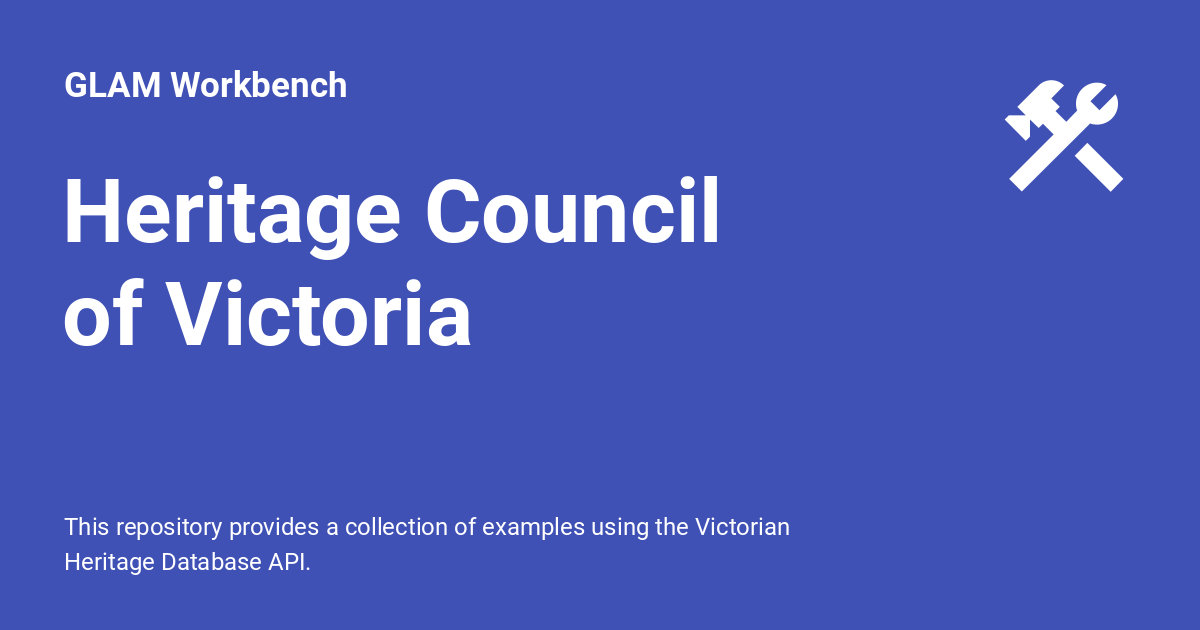 GLAM Workbench
Heritage Council
of Victoria
This repository provides a collection of examples using the Victorian
Heritage Database API.